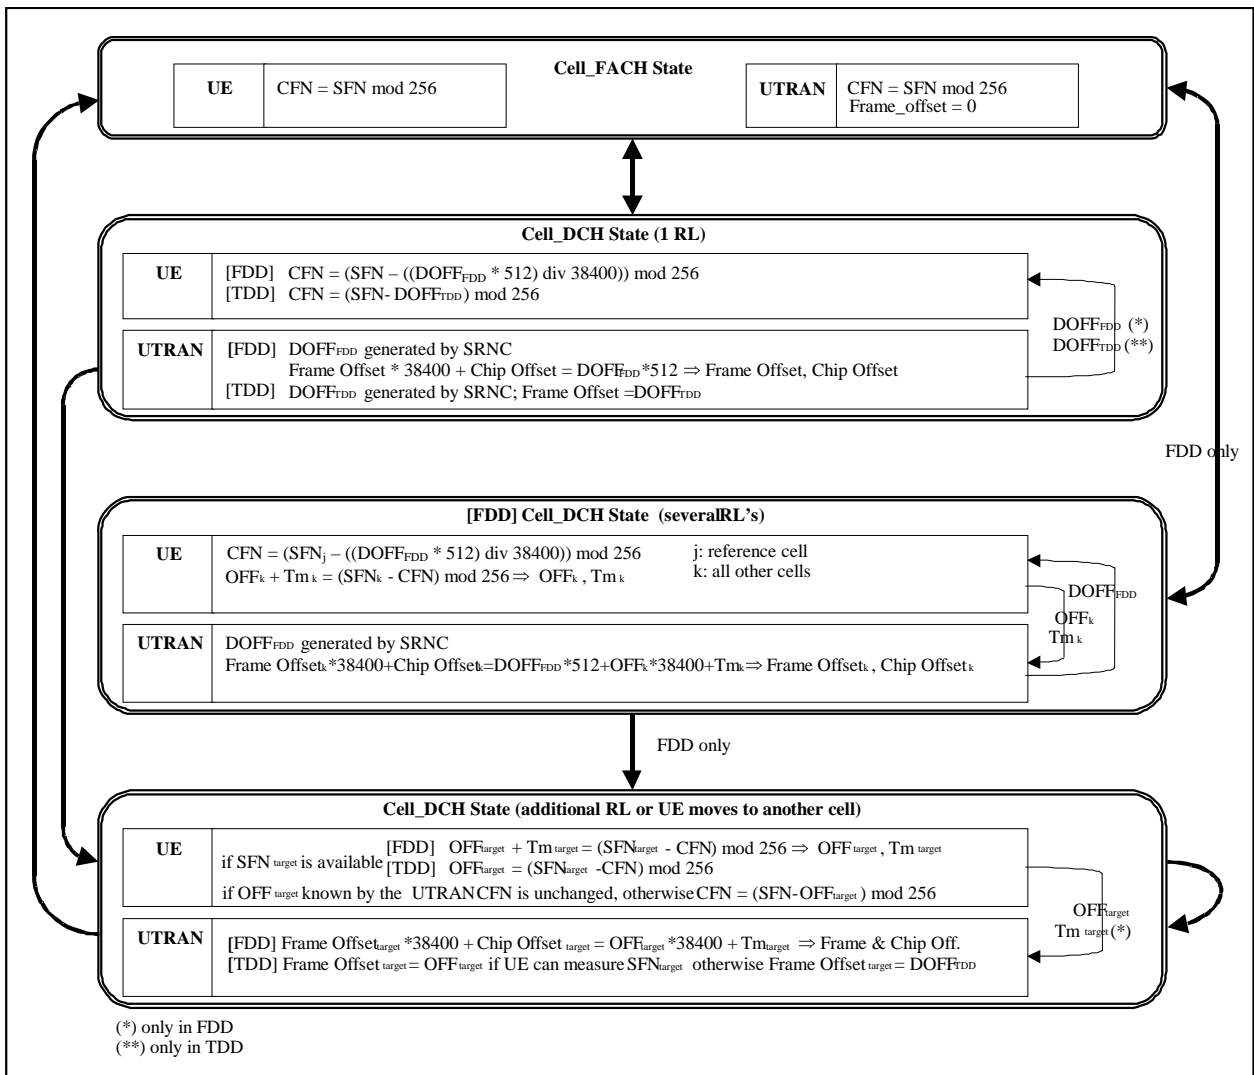 Cell_FACH State
UE CFN = SFN mod 256
UTRAN CFN = SFN mod 256
Frame_offset = 0
Cell_DCH State (1 RL)
UE [FDD] CFN = (SFN – ((DOFFFDD * 512) div 38400)) mod 256
[TDD] CFN = (SFN- DOFFTDD) mod 256
UTRAN [FDD] DOFFFDD generated by SRNC
Frame Offset * 38400 + Chip Offset = DOFFFDD*512 ⇒ Frame Offset, Chip Offset
[TDD] DOFFTDD generated by SRNC; Frame Offset =DOFFTDD
DOFFFDD (*)
DOFFTDD (**)
FDD only
[FDD] Cell_DCH State (severalRL's)
UE CFN = (SFNj – ((DOFFFDD * 512) div 38400)) mod 256 j: reference cell
OFFk + Tm k = (SFNk - CFN) mod 256 ⇒ OFFk , Tm k k: all other cells
UTRAN DOFFFDD generated by SRNC
Frame Offsetk*38400+Chip Offsetk=DOFFFDD*512+OFFk*38400+Tmk⇒ Frame Offsetk , Chip Offset k
DOFFFDD
OFFk
Tm k
FDD only
Cell_DCH State (additional RL or UE moves to another cell)
UE if SFN target is available [FDD] OFFtarget + Tm target = (SFNtarget - CFN) mod 256 ⇒ OFF target , Tm target
[TDD] OFFtarget = (SFNtarget -CFN) mod 256
if OFF target known by the UTRAN CFN is unchanged, otherwise CFN = (SFN-OFFtarget ) mod 256
UTRAN [FDD] Frame Offsettarget *38400 + Chip Offset target = OFFtarget *38400 + Tmtarget ⇒ Frame & Chip Off.
[TDD] Frame Offset target = OFF target if UE can measure SFNtarget otherwise Frame Offset target = DOFFTDD
OFFtarget
Tm target (*)
(*) only in FDD
(**) only in TDD